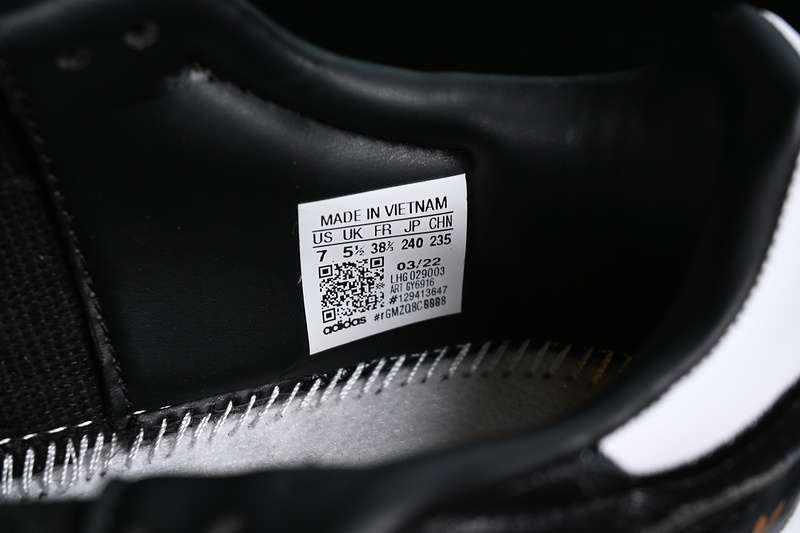 MADE IN VIETNAM
US UK FR JP CHN
7 5½ 38⅔ 240 235
03/22
LHG 029003
ART GY6916
#129413647
adidas